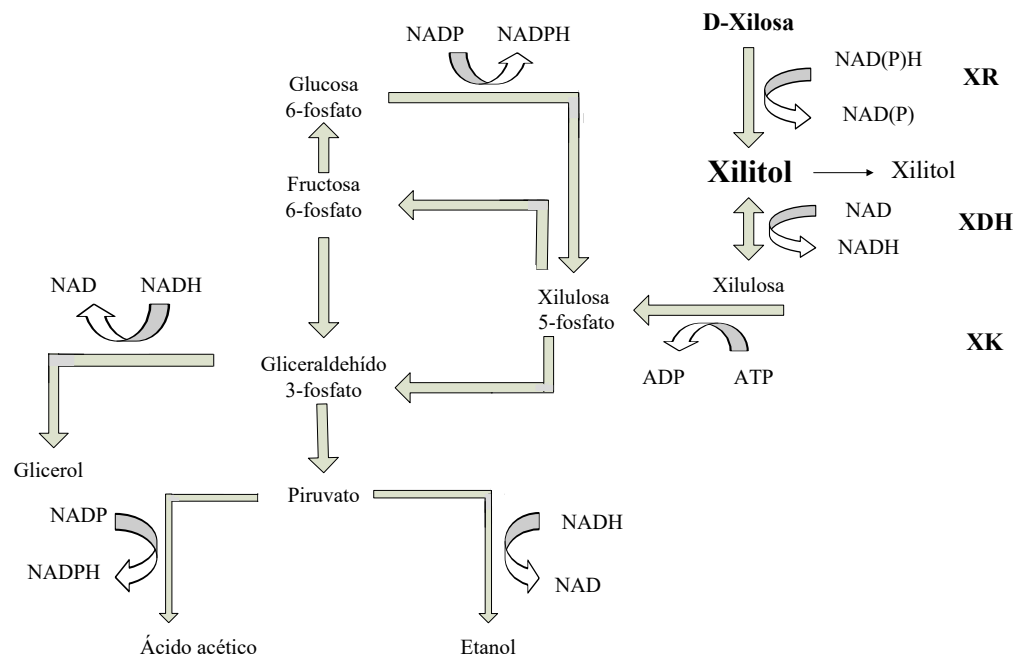 NADP NADPH
D-Xilosa
NAD(P)H
XR
NAD(P)
Glucosa
6-fosfato
Xilitol
Xilitol
Fructosa
6-fosfato
NAD
XDH
NADH
NAD NADH
Xilulosa
Xilulosa
5-fosfato
XK
Gliceraldehído
3-fosfato
ADP ATP
Glicerol
Piruvato
NADP
NADH
NADPH
NAD
Ácido acético
Etanol